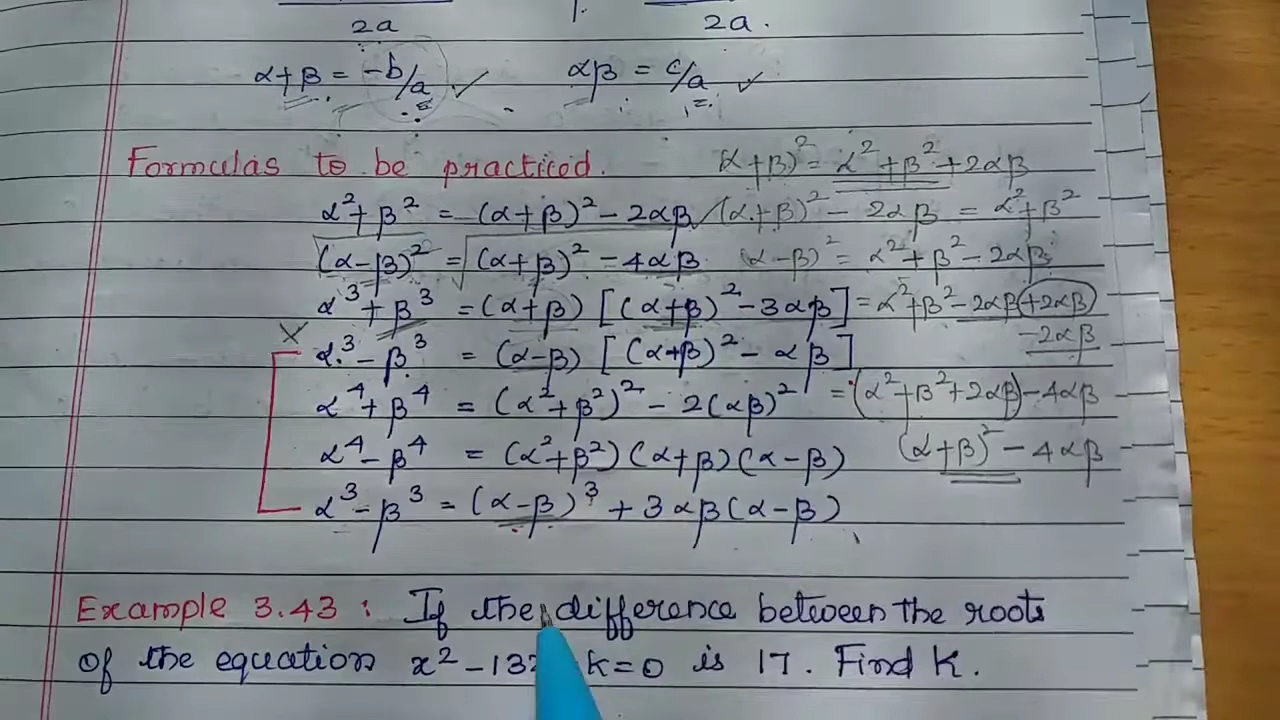 2a 2a.
α+β = -b/a ✓ αβ = c/a ✓
Formulas to be practiced. (α+β)² = α²+β²+2αβ
α²+β² = (α+β)²-2αβ (α+β)² - 2αβ = α²+β²
(α-β)² = √(α+β)²-4αβ (α-β)² = α²+β²-2αβ
α³+β³ = (α+β) [(α+β)²-3αβ] = α²+β²-2αβ+2αβ
-2αβ
α³-β³ = (α-β) [(α+β)²-αβ]
α⁴+β⁴ = (α²+β²)²-2(αβ)² = (α²+β²+2αβ)-4αβ
α⁴-β⁴ = (α²+β²)(α+β)(α-β) (α+β)²-4αβ
α³-β³ = (α-β)³+3αβ(α-β)
Example 3.43 : If the difference between the roots
of the equation x²-13 k=0 is 17. Find k.